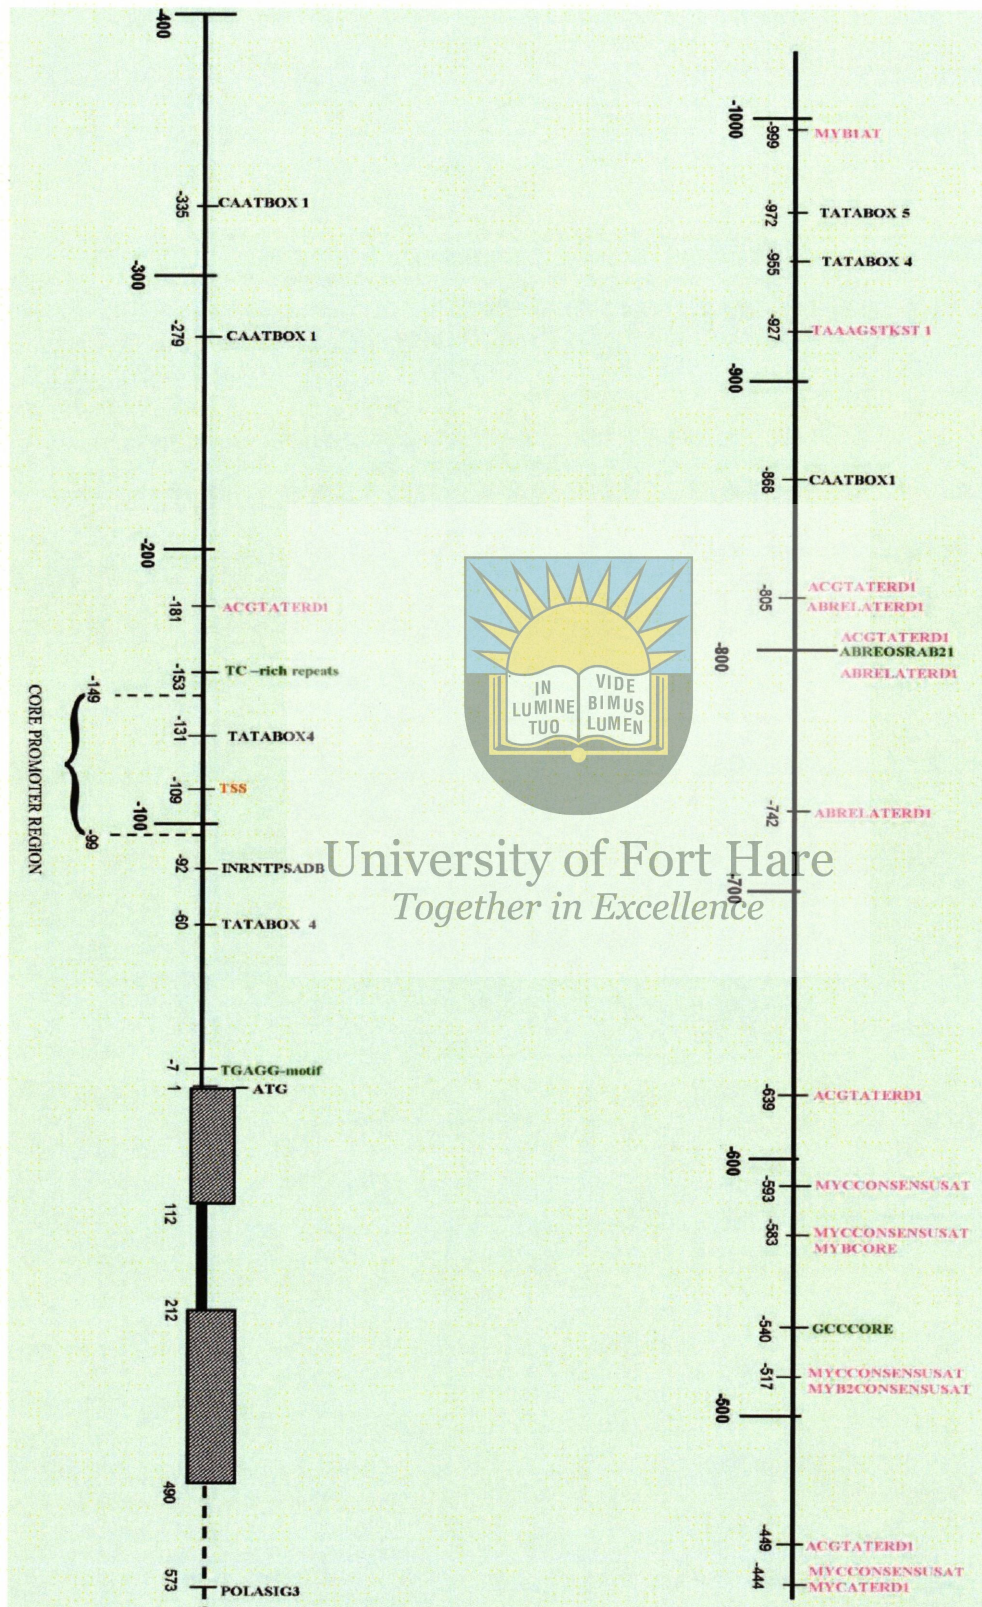 -400
-335
CAATBOX 1
-300
-279
CAATBOX 1
-200
-181
ACGTATERD1
-153
TC –rich repeats
-149
-131
TATABOX4
CORE PROMOTER REGION
-109
TSS
-100
-99
-92
INRNTPSADB
-60
TATABOX 4
-7
TGAGG-motif
1
ATG
112
212
490
573
POLASIG3
-1000
-999
MYB1AT
-972
TATABOX 5
-955
TATABOX 4
-927
TAAAGSTKST 1
-900
-868
CAATBOX1
-805
ACGTATERD1
ABRELATERD1
-800
ACGTATERD1
ABREOSRAB21
ABRELATERD1
-742
ABRELATERD1
-700
-639
ACGTATERD1
-600
-593
MYCCONSENSUSAT
-583
MYCCONSENSUSAT
MYBCORE
-540
GCCCORE
-517
MYCCONSENSUSAT
MYB2CONSENSUSAT
-500
-449
ACGTATERD1
-444
MYCCONSENSUSAT
MYCATERD1
IN
LUMINE
TUO
VIDE
BIMUS
LUMEN
University of Fort Hare
Together in Excellence